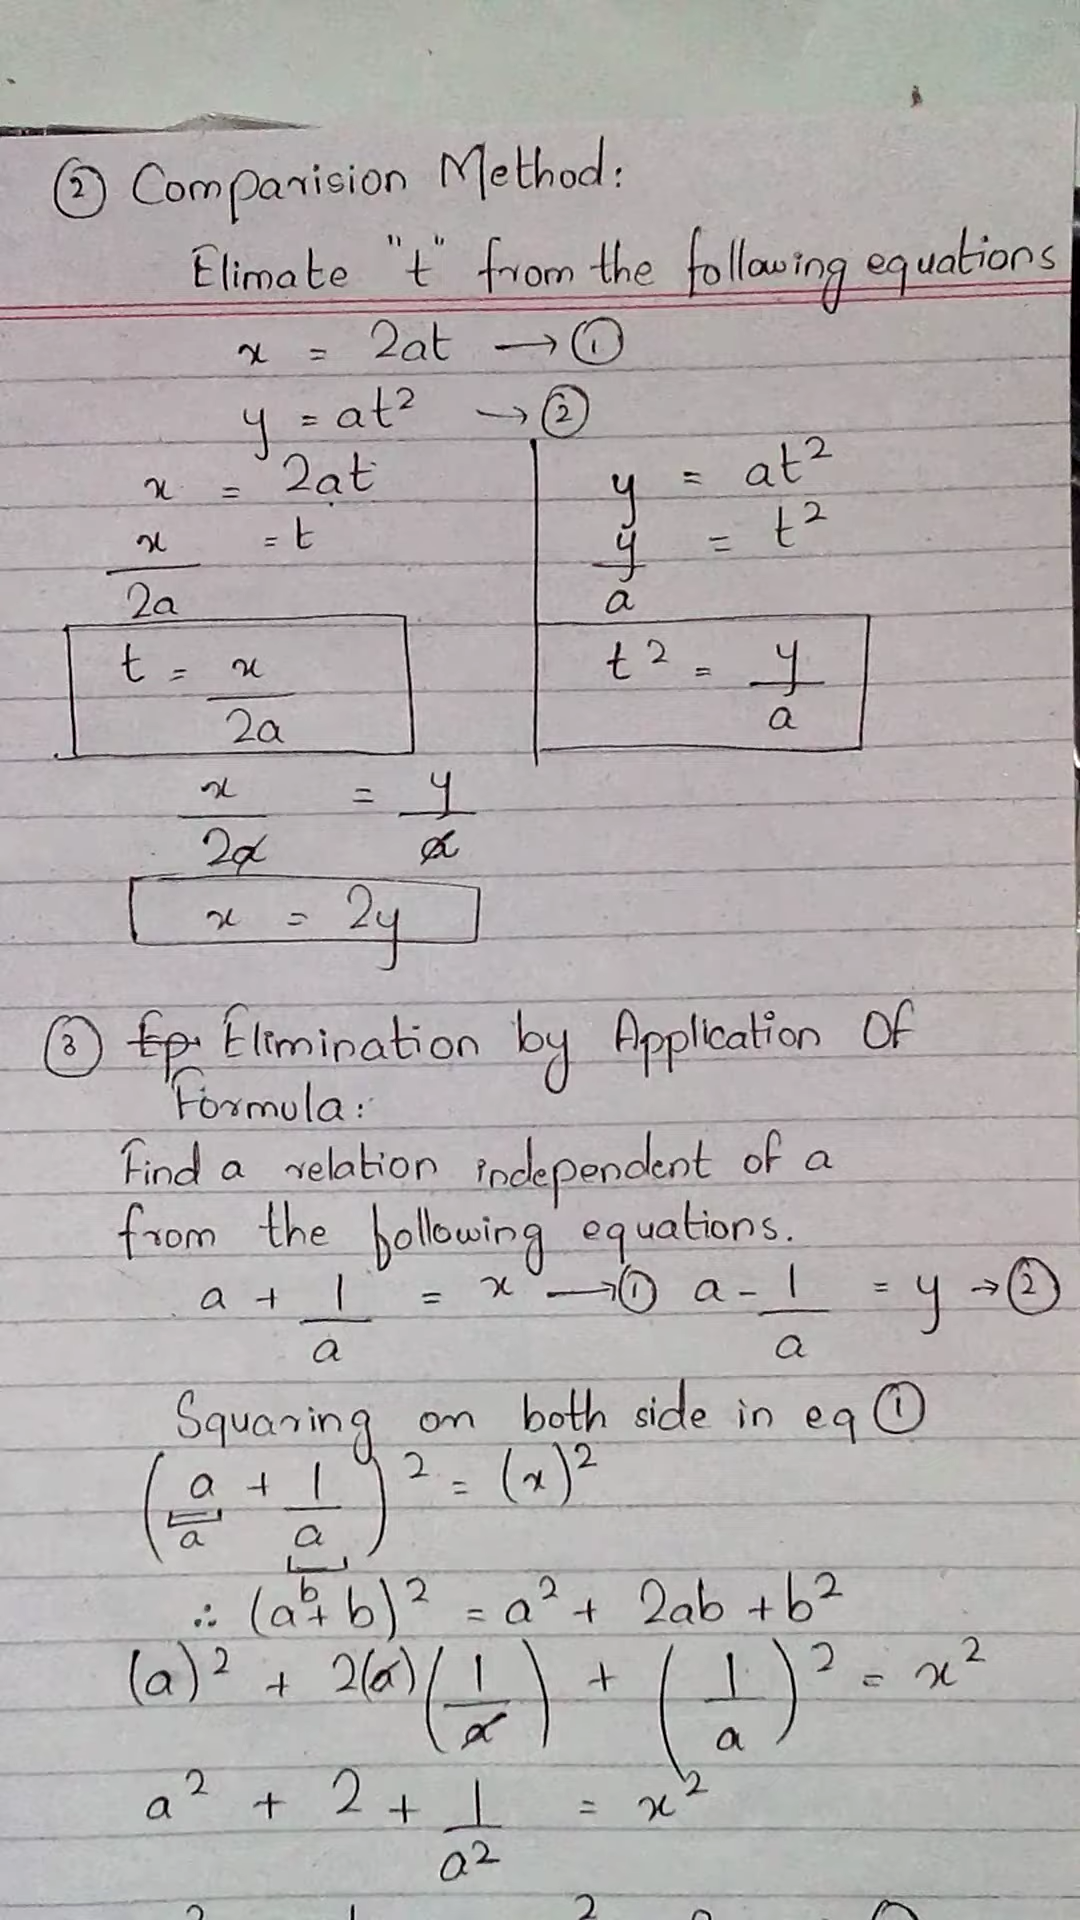 ② Comparision Method:
Elimate "t" from the following equations
x = 2at → ①
y = at² → ②
x = 2at
x/2a = t
t = x/2a
y = at²
y/a = t²
t² = y/a
x/2a = y/a
x = 2y
③ Ep. Elimination by Application Of
Formula:
Find a relation independent of a
from the following equations.
a + 1/a = x → ① a - 1/a = y → ②
Squaring on both side in eq ①
(a + 1/a)² = (x)²
a
b
∴ (a + b)² = a² + 2ab + b²
(a)² + 2(a)(1/a) + (1/a)² = x²
a² + 2 + 1/a² = x²